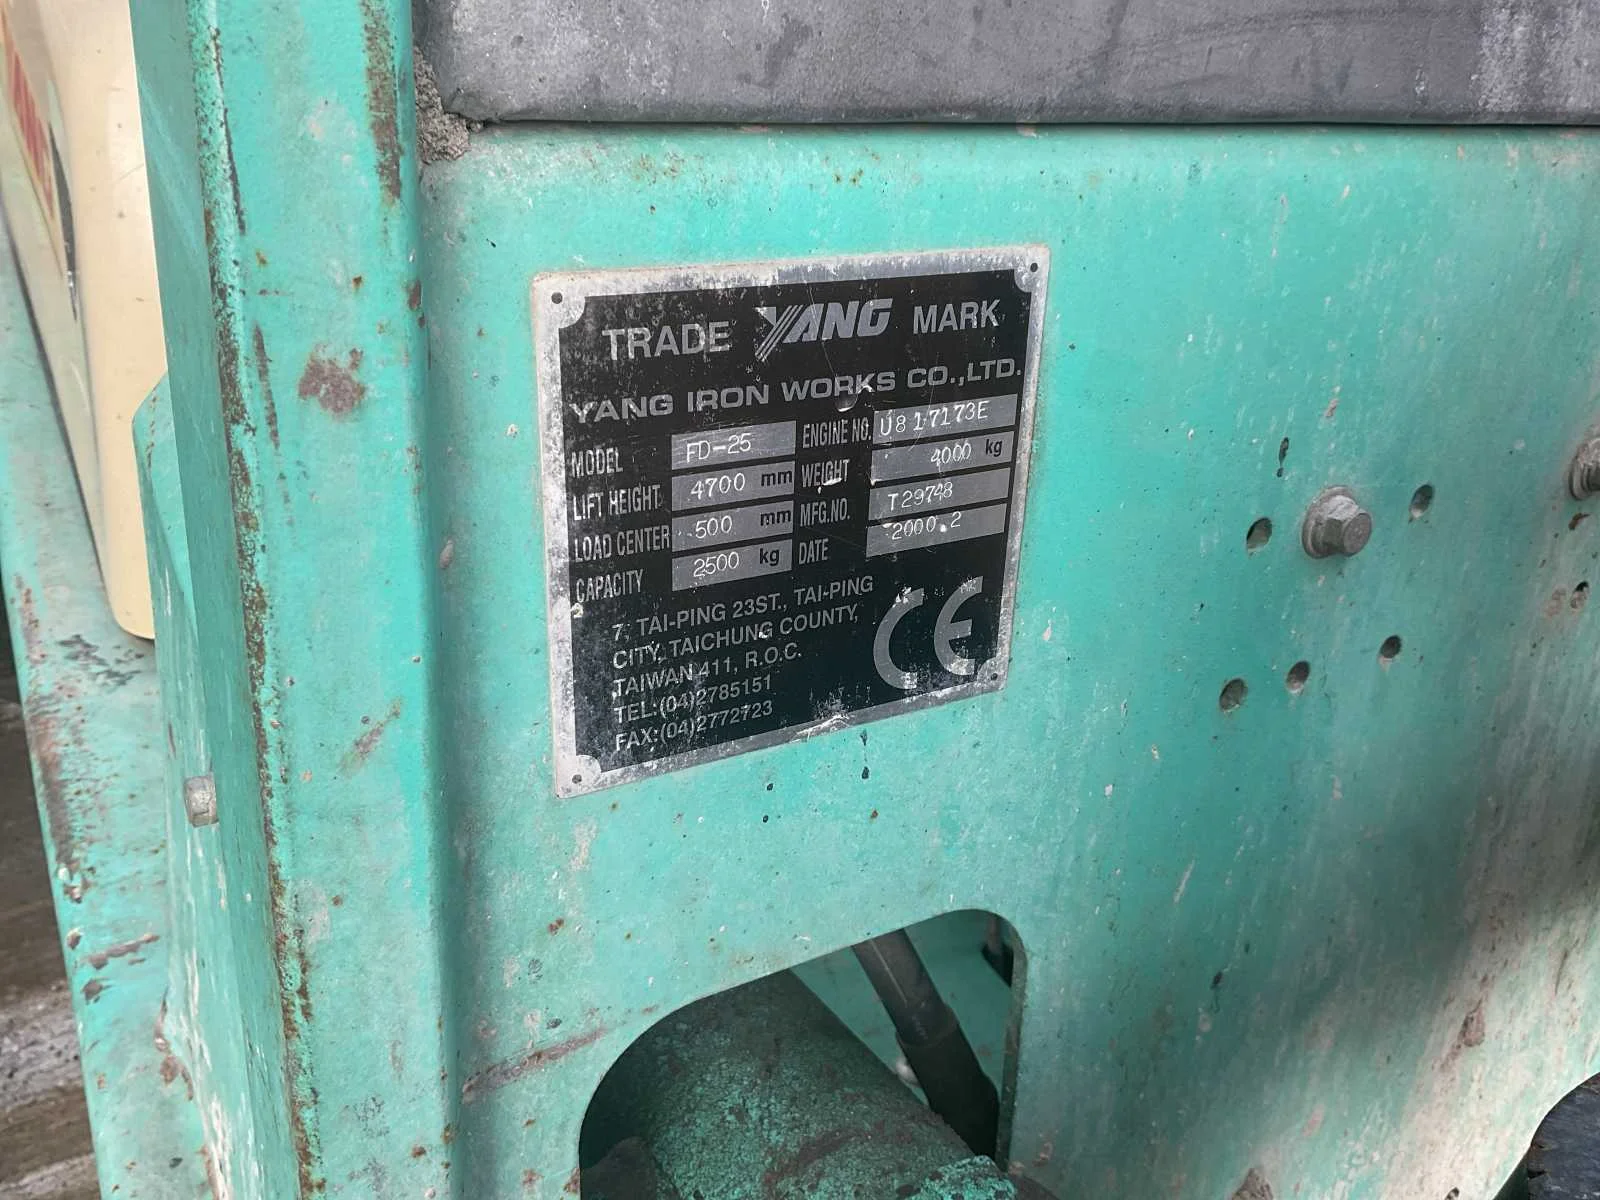 TRADE YANG MARK
YANG IRON WORKS CO.,LTD.
MODEL FD-25 ENGINE NO. U817173E
LIFT HEIGHT 4700 mm WEIGHT 4000 kg
LOAD CENTER 500 mm MFG.NO. T29748
CAPACITY 2500 kg DATE 2000.2
7, TAI-PING 23ST., TAI-PING
CITY, TAICHUNG COUNTY,
TAIWAN 411, R.O.C.
TEL:(04)2785151
FAX:(04)2772723
CE